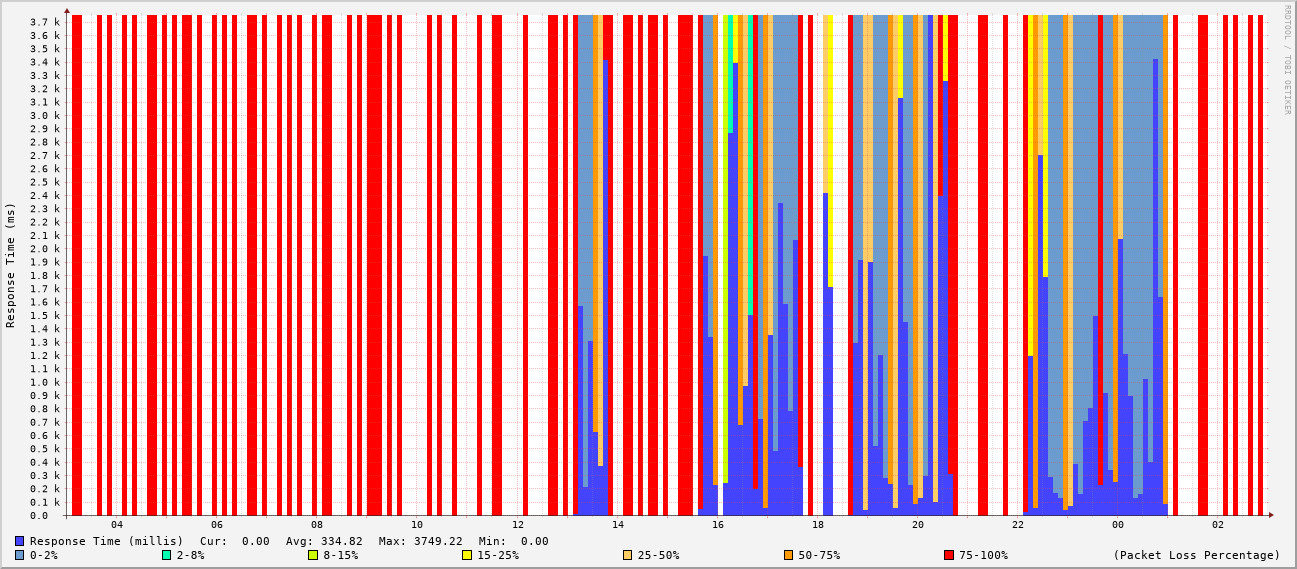 RRDTOOL / TOBI OETIKER
Response Time (ms)
3.7 k
3.6 k
3.5 k
3.4 k
3.3 k
3.2 k
3.1 k
3.0 k
2.9 k
2.8 k
2.7 k
2.6 k
2.5 k
2.4 k
2.3 k
2.2 k
2.1 k
2.0 k
1.9 k
1.8 k
1.7 k
1.6 k
1.5 k
1.4 k
1.3 k
1.2 k
1.1 k
1.0 k
0.9 k
0.8 k
0.7 k
0.6 k
0.5 k
0.4 k
0.3 k
0.2 k
0.1 k
0.0
04 06 08 10 12 14 16 18 20 22 00 02
Response Time (millis) Cur: 0.00 Avg: 334.82 Max: 3749.22 Min: 0.00
0-2% 2-8% 8-15% 15-25% 25-50% 50-75% 75-100% (Packet Loss Percentage)